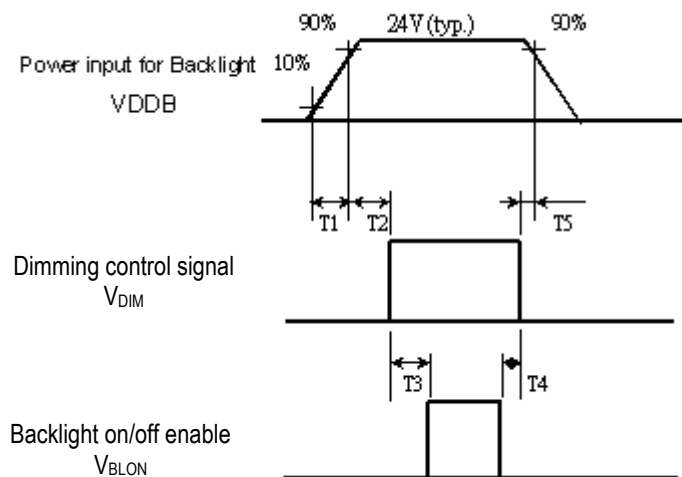 90% 24V (typ.) 90%
Power input for Backlight 10%
VDDB
T1 T2 T5
Dimming control signal
VDIM
T3 T4
Backlight on/off enable
VBLON